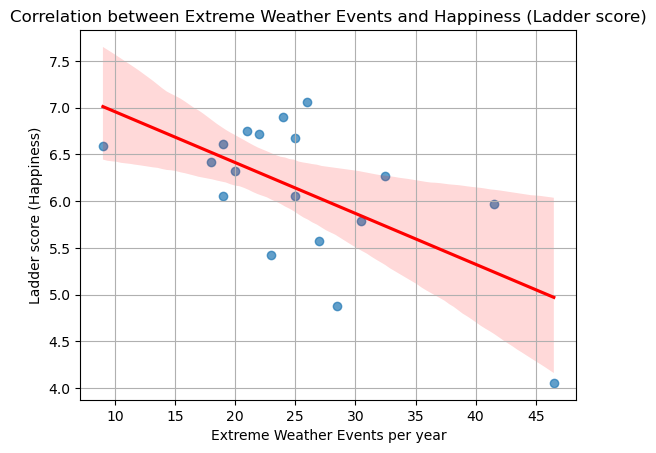 Correlation between Extreme Weather Events and Happiness (Ladder score)
Ladder score (Happiness)
7.5
7.0
6.5
6.0
5.5
5.0
4.5
4.0
10 15 20 25 30 35 40 45
Extreme Weather Events per year